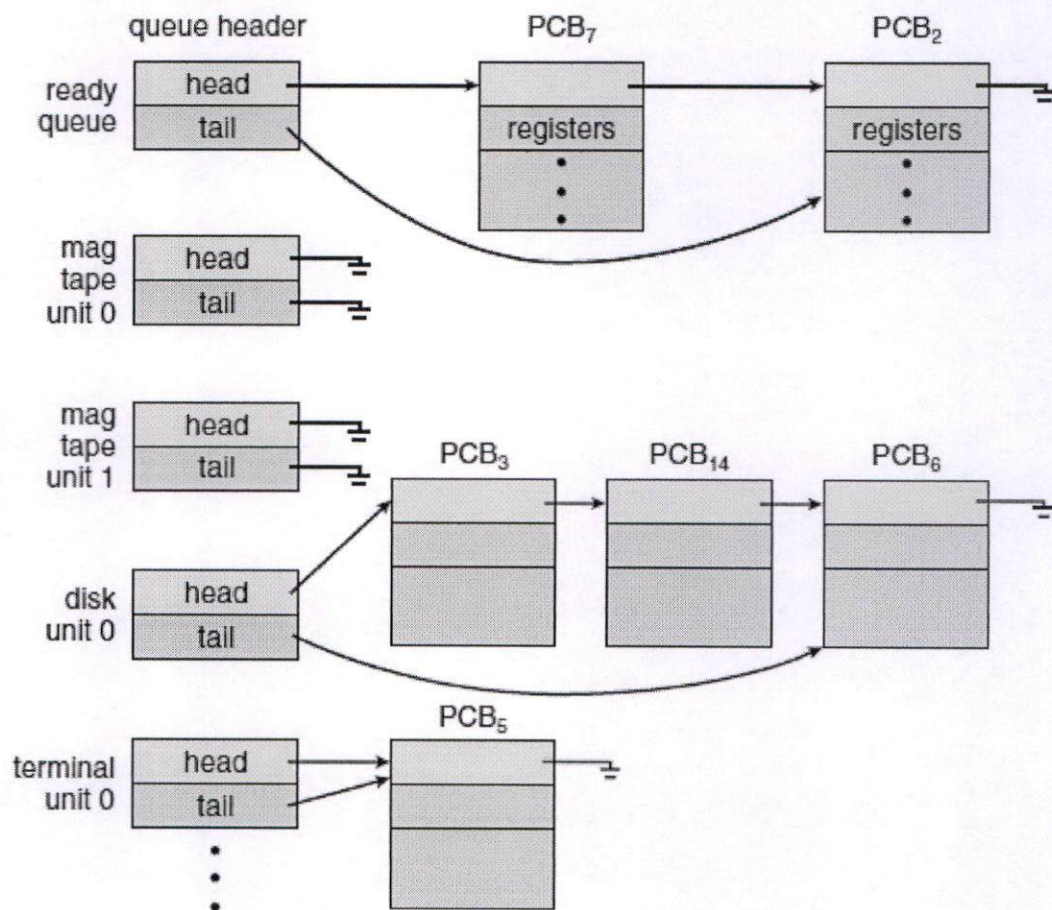 queue header
PCB₇
PCB₂
ready
queue
head
tail
registers
registers
mag
tape
unit 0
head
tail
mag
tape
unit 1
head
tail
PCB₃
PCB₁₄
PCB₆
disk
unit 0
head
tail
PCB₅
terminal
unit 0
head
tail